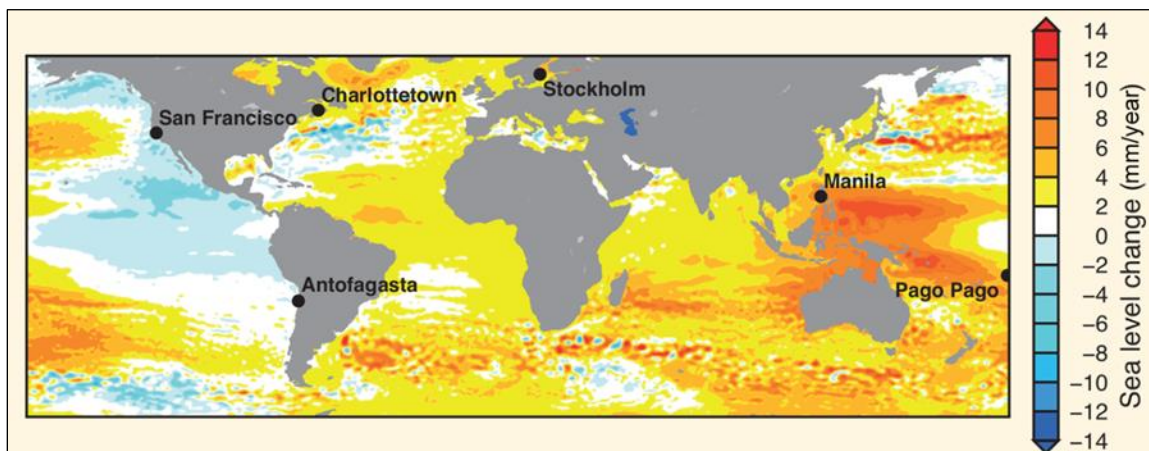 San Francisco
Charlottetown
Stockholm
Manila
Antofagasta
Pago Pago
14
12
10
8
6
4
2
0
−2
−4
−6
−8
−10
−12
−14
Sea level change (mm/year)